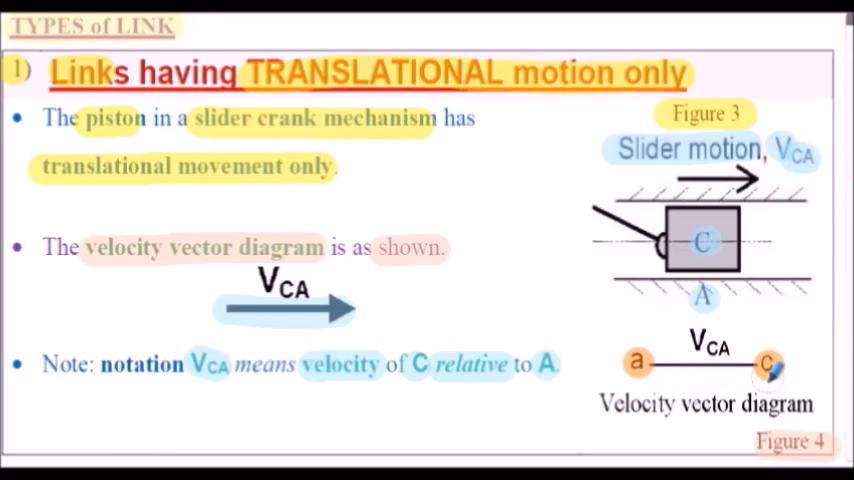 TYPES of LINK
1) Links having TRANSLATIONAL motion only
• The piston in a slider crank mechanism has
translational movement only.
• The velocity vector diagram is as shown.
VCA
• Note: notation VCA means velocity of C relative to A.
Figure 3
Slider motion, VCA
C
A
VCA
a c
Velocity vector diagram
Figure 4